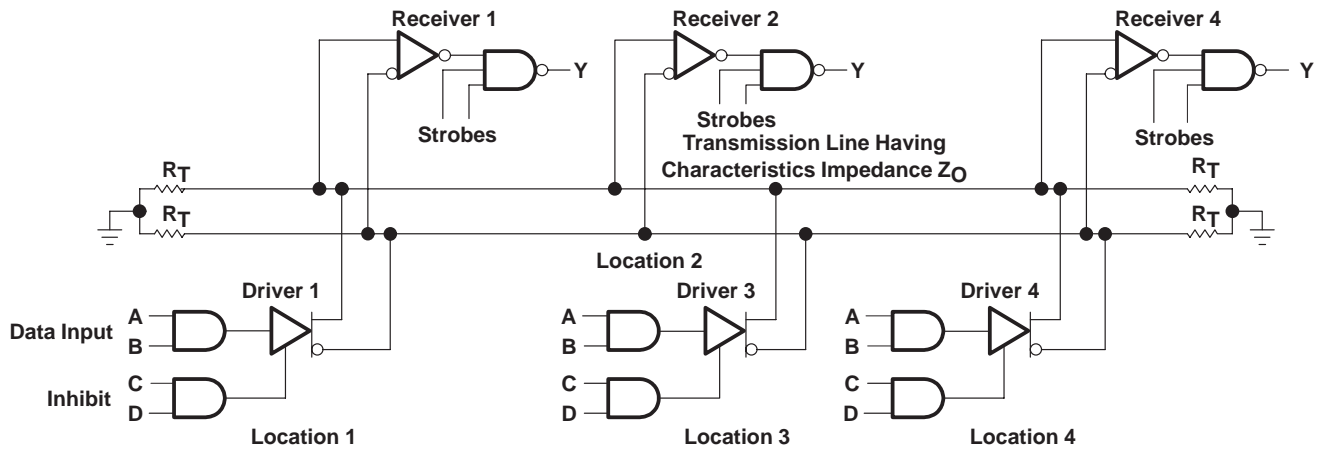 Receiver 1
Receiver 2
Receiver 4
Y
Y
Y
Strobes
Strobes
Strobes
Transmission Line Having
Characteristics Impedance ZO
RT
RT
RT
RT
Location 2
Driver 1
Driver 3
Driver 4
Data Input
A
B
A
B
A
B
Inhibit
C
D
C
D
C
D
Location 1
Location 3
Location 4